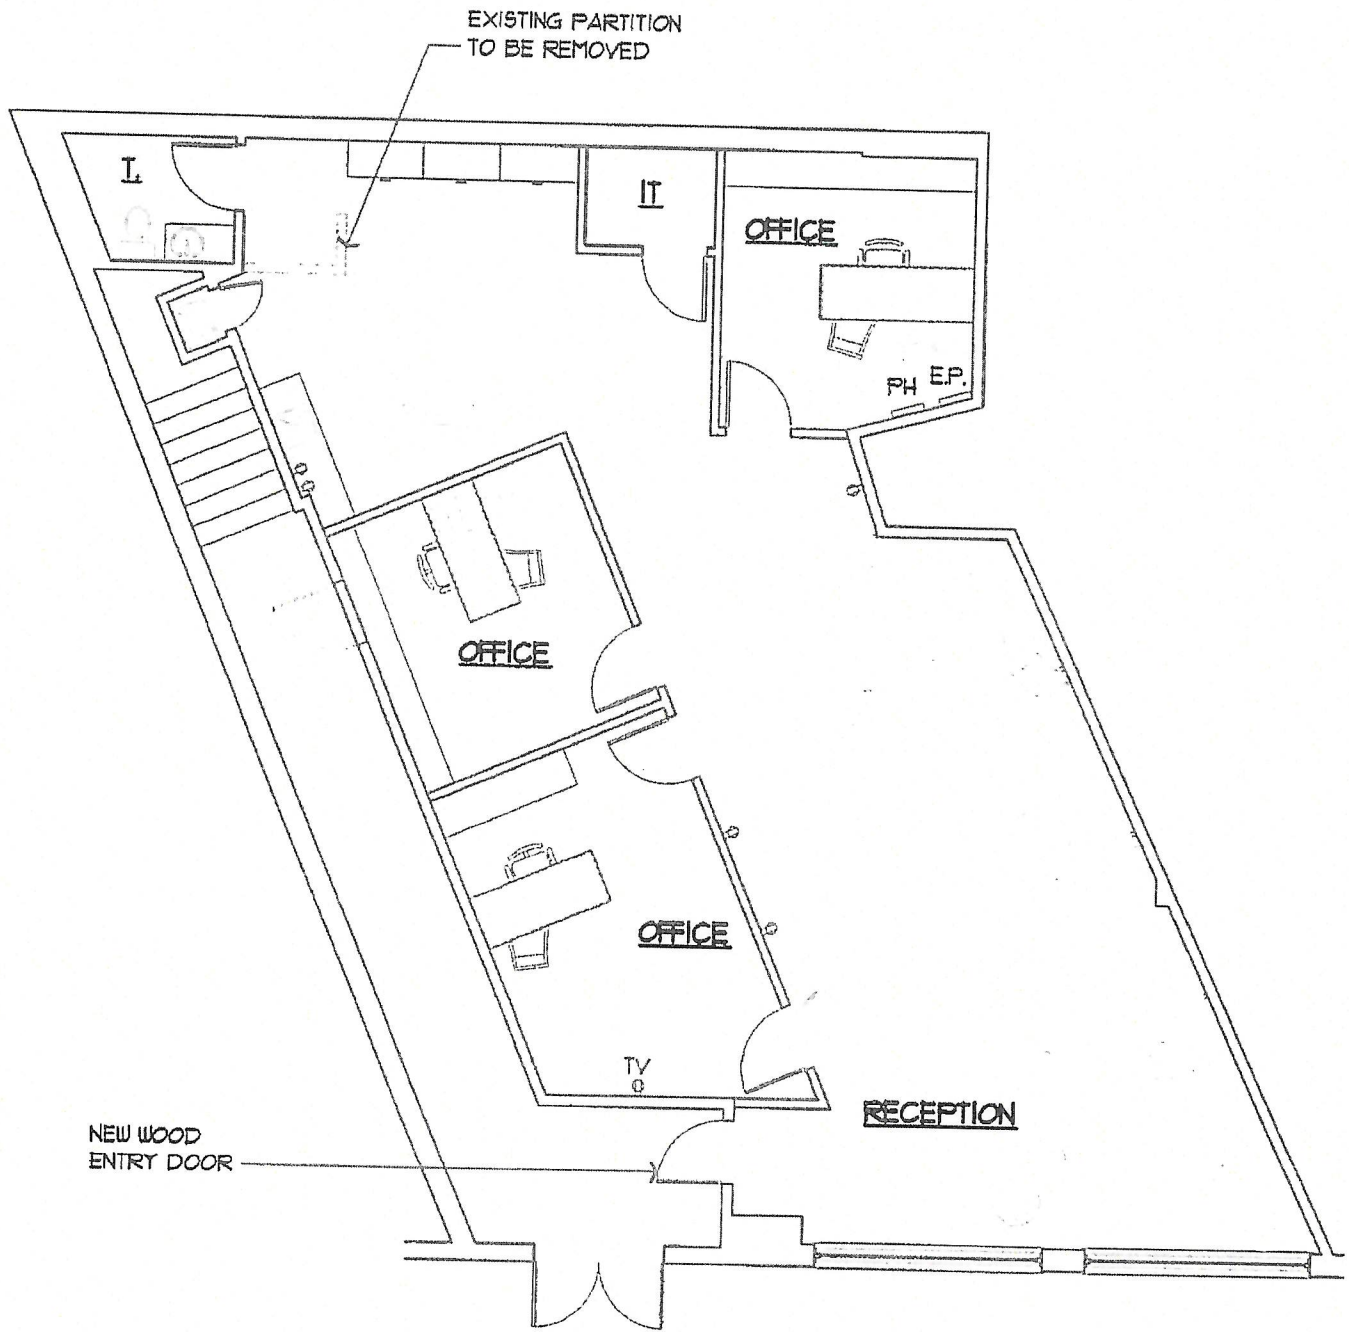 EXISTING PARTITION
TO BE REMOVED
T.
IT
OFFICE
PH
E.P.
OFFICE
OFFICE
TV
RECEPTION
NEW WOOD
ENTRY DOOR